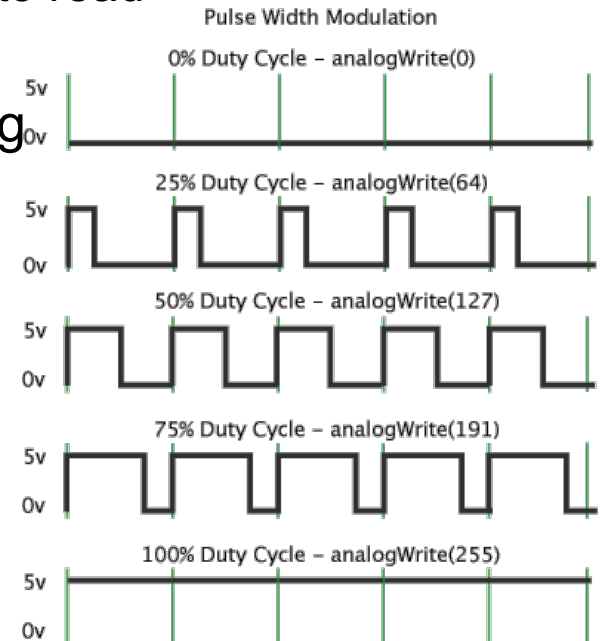 Pulse Width Modulation
0% Duty Cycle – analogWrite(0)
5v
0v
25% Duty Cycle – analogWrite(64)
5v
0v
50% Duty Cycle – analogWrite(127)
5v
0v
75% Duty Cycle – analogWrite(191)
5v
0v
100% Duty Cycle – analogWrite(255)
5v
0v